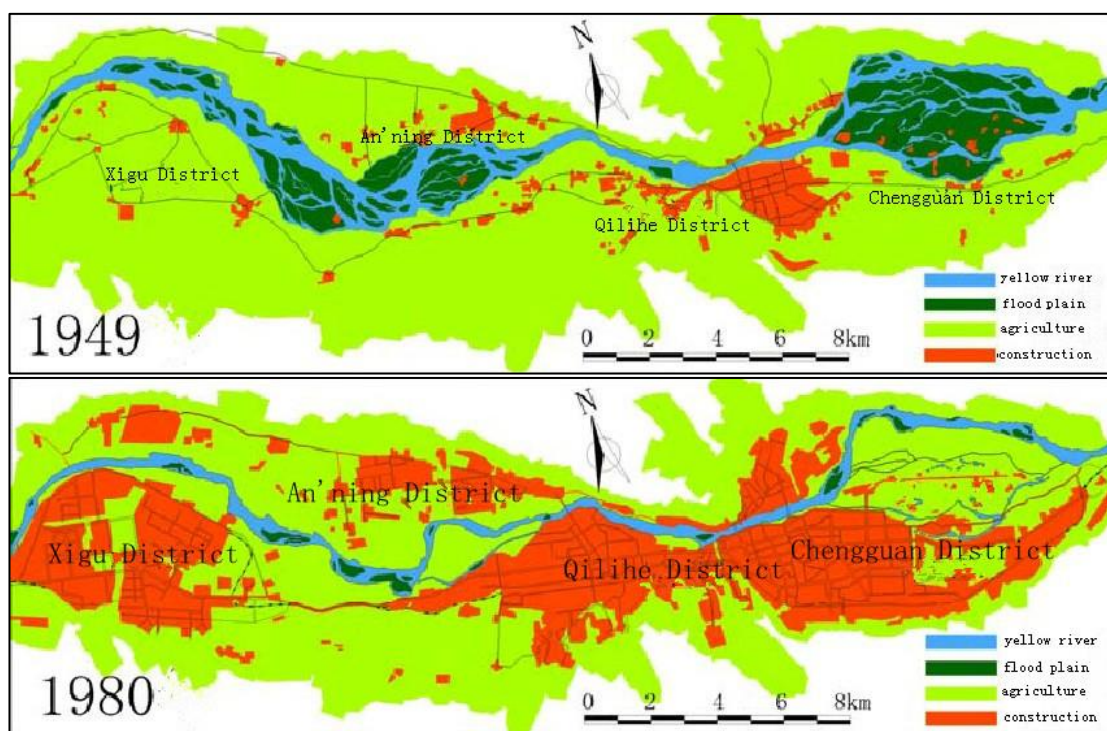 N
An'ning District
Xigu District
Chengguan District
Qilihe District
yellow river
flood plain
agriculture
construction
0 2 4 6 8km
1949
N
An'ning District
Xigu District
Qilihe District
Chengguan District
yellow river
flood plain
agriculture
construction
0 2 4 6 8km
1980